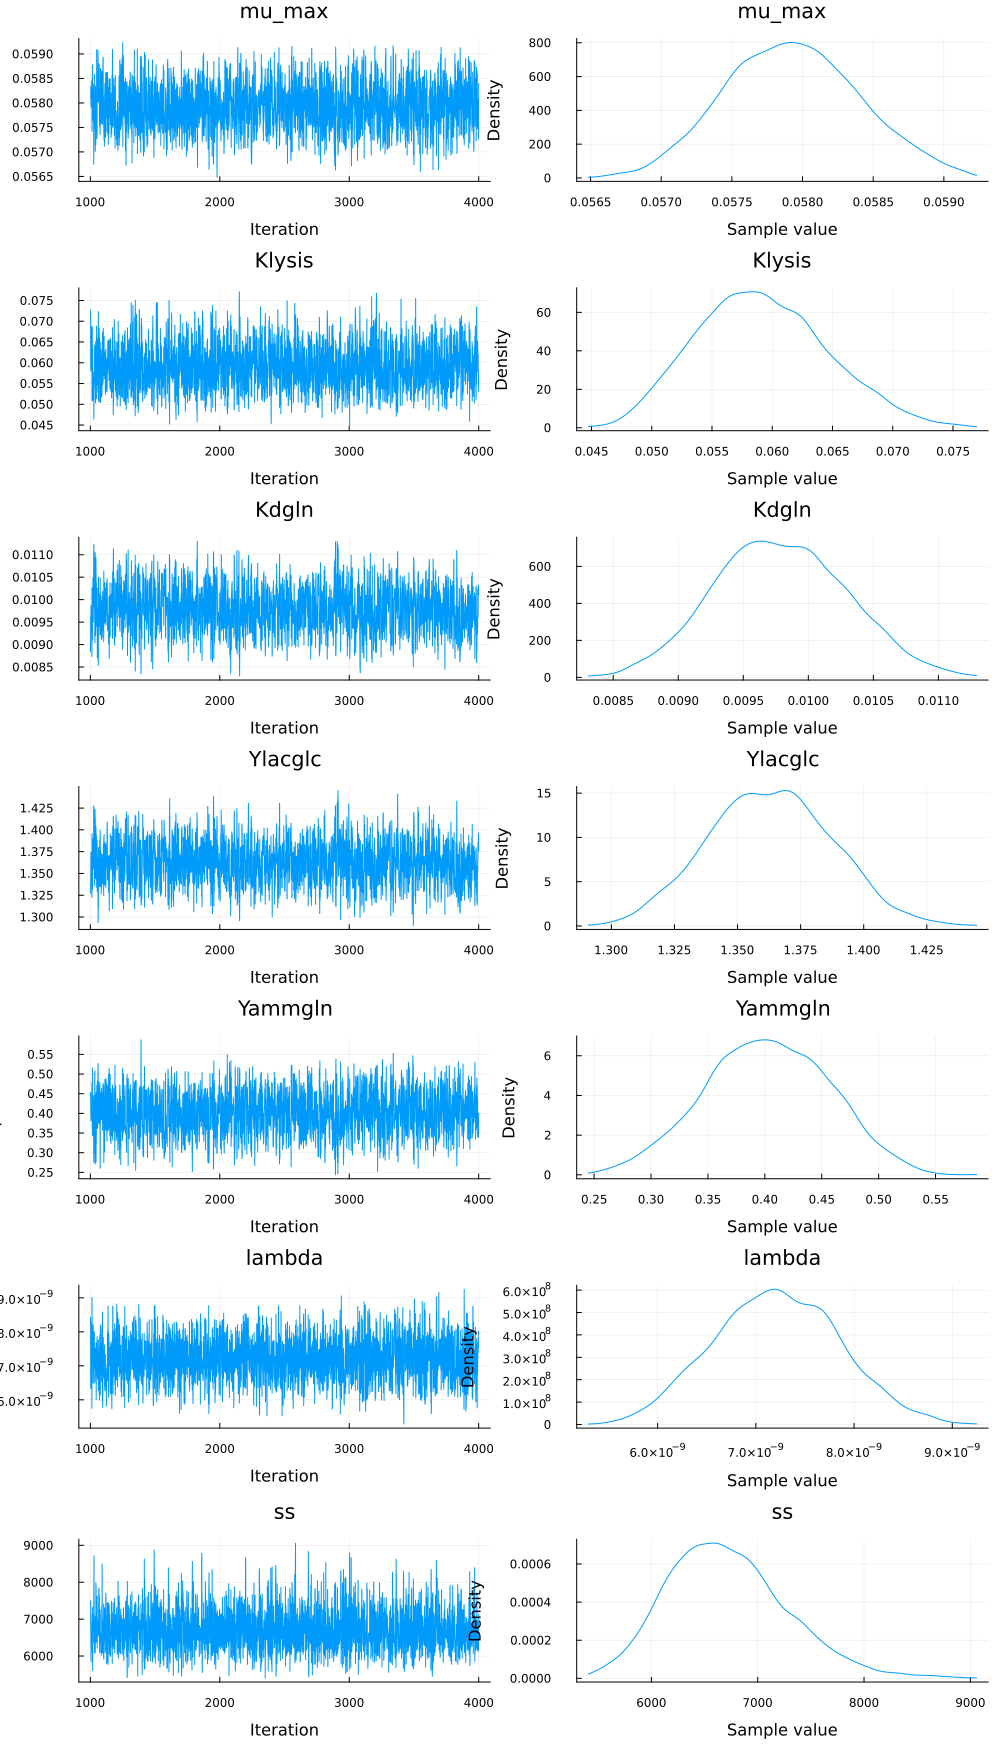 mu_max mu_max
0.0590
0.0585
0.0580
0.0575
0.0570
0.0565
1000 2000 3000 4000
Iteration
Density
800
600
400
200
0
0.0565 0.0570 0.0575 0.0580 0.0585 0.0590
Sample value
Klysis Klysis
0.075
0.070
0.065
0.060
0.055
0.050
0.045
1000 2000 3000 4000
Iteration
Density
60
40
20
0
0.045 0.050 0.055 0.060 0.065 0.070 0.075
Sample value
Kdgln Kdgln
0.0110
0.0105
0.0100
0.0095
0.0090
0.0085
1000 2000 3000 4000
Iteration
Density
600
400
200
0
0.0085 0.0090 0.0095 0.0100 0.0105 0.0110
Sample value
Ylacglc Ylacglc
1.425
1.400
1.375
1.350
1.325
1.300
1000 2000 3000 4000
Iteration
Density
15
10
5
0
1.300 1.325 1.350 1.375 1.400 1.425
Sample value
Yammgln Yammgln
0.55
0.50
0.45
0.40
0.35
0.30
0.25
1000 2000 3000 4000
Iteration
Density
6
4
2
0
0.25 0.30 0.35 0.40 0.45 0.50 0.55
Sample value
lambda lambda
9.0×10⁻⁹
8.0×10⁻⁹
7.0×10⁻⁹
1000 2000 3000 4000
Iteration
Density
6.0×10⁸
5.0×10⁸
4.0×10⁸
3.0×10⁸
2.0×10⁸
1.0×10⁸
0
6.0×10⁻⁹ 7.0×10⁻⁹ 8.0×10⁻⁹ 9.0×10⁻⁹
Sample value
ss ss
9000
8000
7000
6000
1000 2000 3000 4000
Iteration
Density
0.0006
0.0004
0.0002
0.0000
6000 7000 8000 9000
Sample value